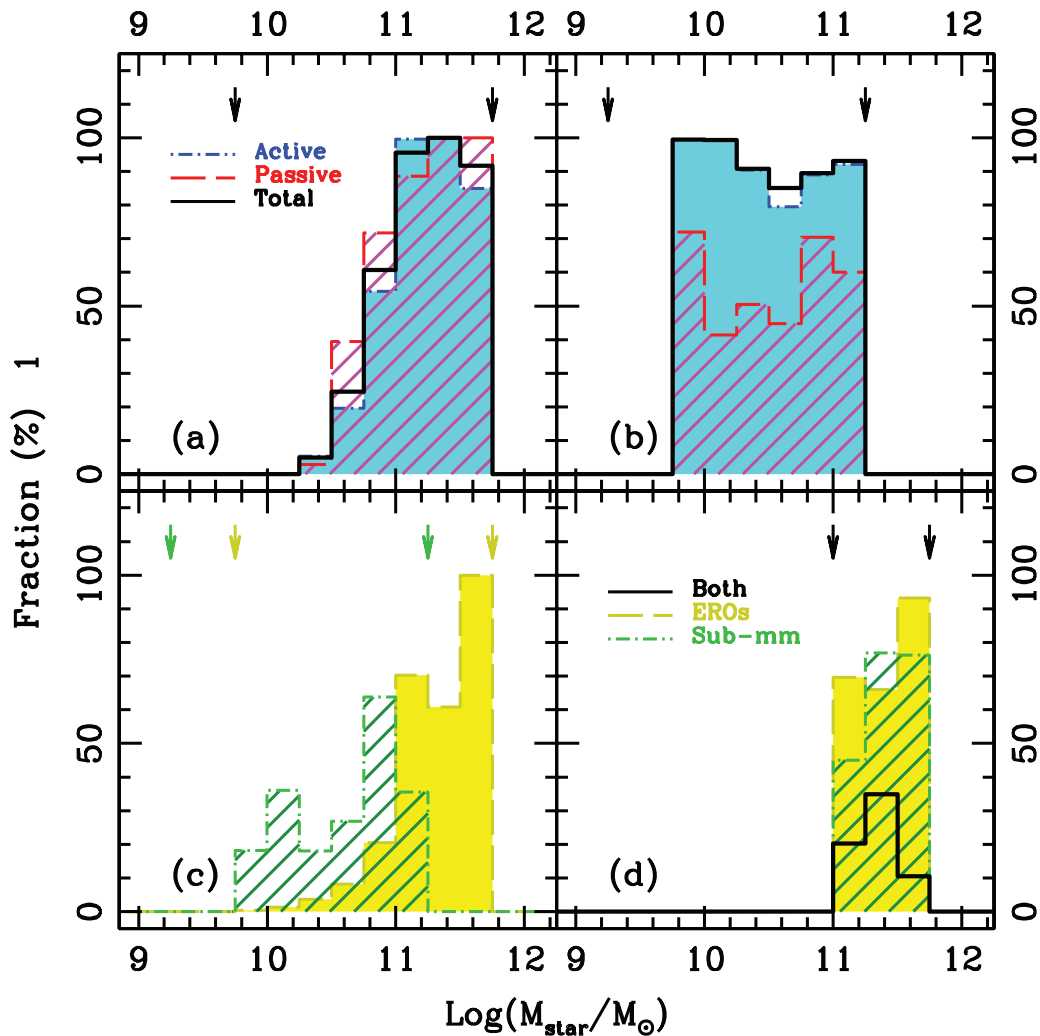 9 10 11 12 9 10 11 12
Active
Passive
Total
(a)
(b)
0 50 100
0 50 100
Fraction (%) 1
Both
EROs
Sub-mm
(c)
(d)
0 50 100
0 50 100
9 10 11 12 9 10 11 12
Log(M_star/M_⊙)